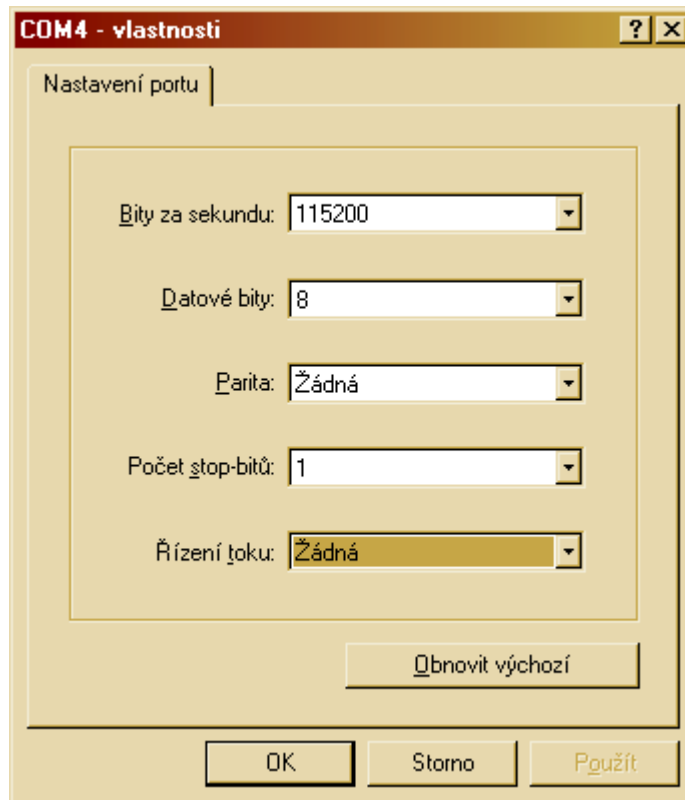 COM4 - vlastnosti
Nastavení portu
Bity za sekundu: 115200
Datové bity: 8
Parita: Žádná
Počet stop-bitů: 1
Řízení toku: Žádná
Obnovit výchozí
OK Storno Použít